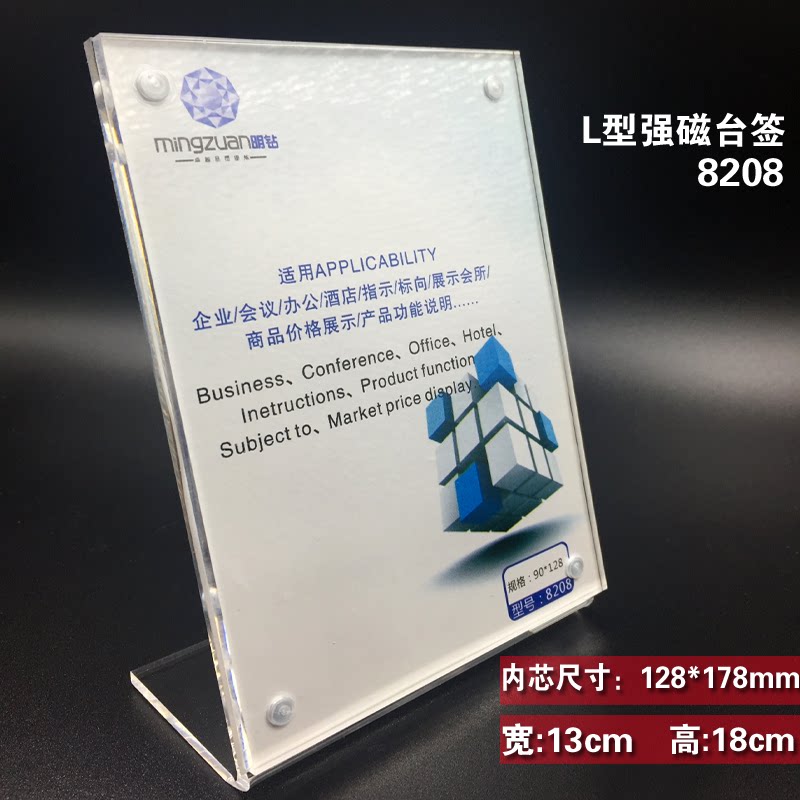 mingzuan明钻
L型强磁台签
8208
适用APPLICABILITY
企业/会议/办公/酒店/指示/标向/展示会所/
商品价格展示/产品功能说明......
Business、Conference、Office、Hotel、
Inetructions、Product function
Subject to、Market price display
规格：90*128
型号：8208
内芯尺寸：128*178mm
宽:13cm 高:18cm